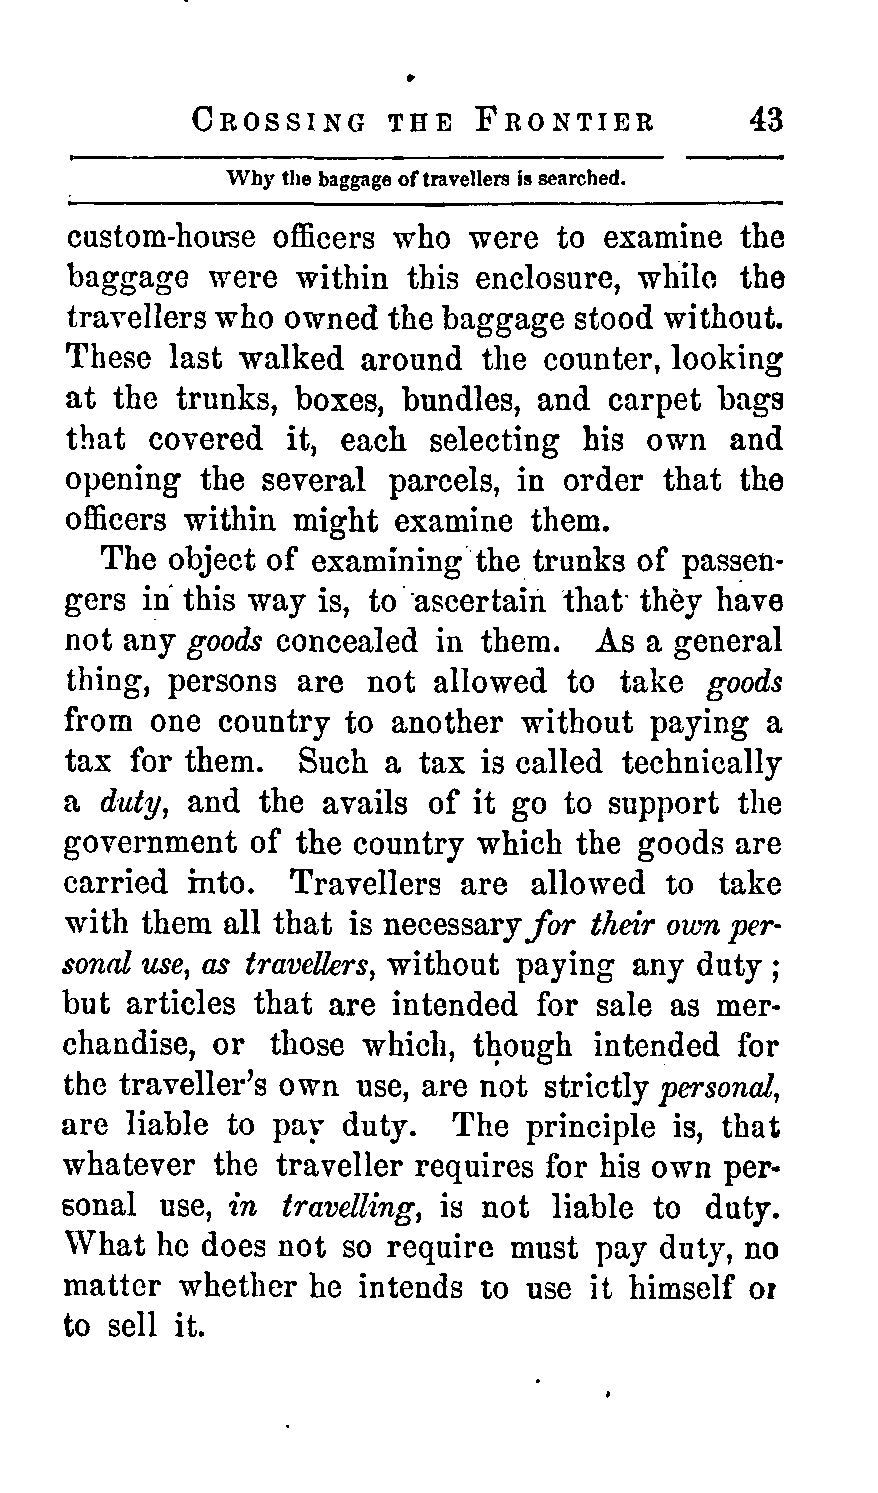 CROSSING THE FRONTIER 43
Why the baggage of travellers is searched.
custom-house officers who were to examine the
baggage were within this enclosure, while the
travellers who owned the baggage stood without.
These last walked around the counter, looking
at the trunks, boxes, bundles, and carpet bags
that covered it, each selecting his own and
opening the several parcels, in order that the
officers within might examine them.
The object of examining the trunks of passen-
gers in this way is, to ascertain that they have
not any goods concealed in them. As a general
thing, persons are not allowed to take goods
from one country to another without paying a
tax for them. Such a tax is called technically
a duty, and the avails of it go to support the
government of the country which the goods are
carried into. Travellers are allowed to take
with them all that is necessary for their own per-
sonal use, as travellers, without paying any duty;
but articles that are intended for sale as mer-
chandise, or those which, though intended for
the traveller's own use, are not strictly personal,
are liable to pay duty. The principle is, that
whatever the traveller requires for his own per-
sonal use, in travelling, is not liable to duty.
What he does not so require must pay duty, no
matter whether he intends to use it himself or
to sell it.